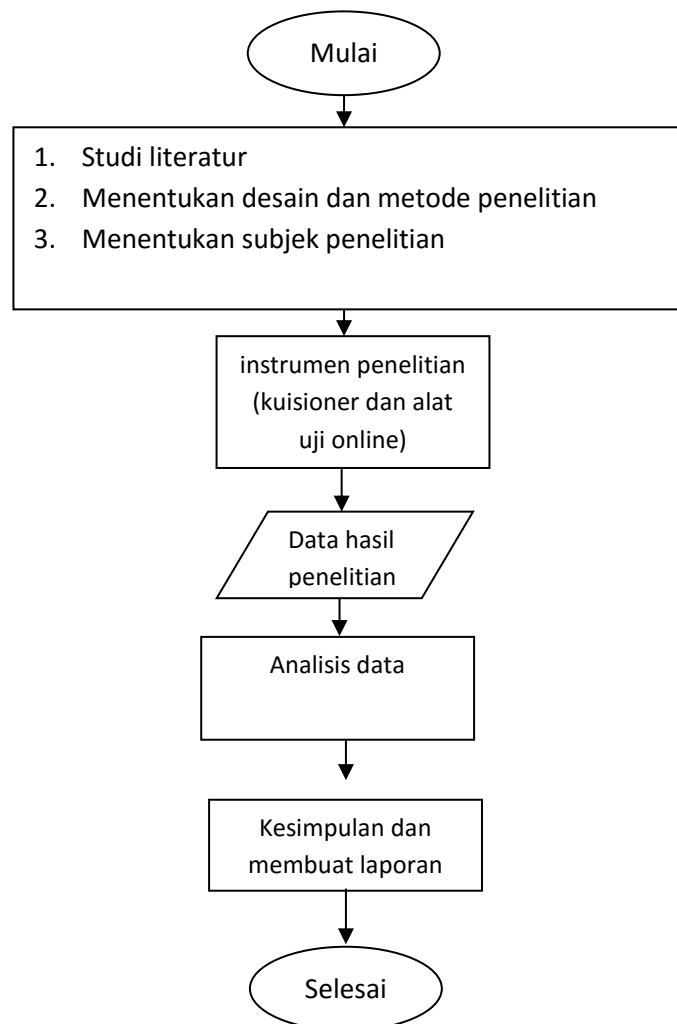 Mulai
1. Studi literatur
2. Menentukan desain dan metode penelitian
3. Menentukan subjek penelitian
instrumen penelitian
(kuisioner dan alat
uji online)
Data hasil
penelitian
Analisis data
Kesimpulan dan
membuat laporan
Selesai